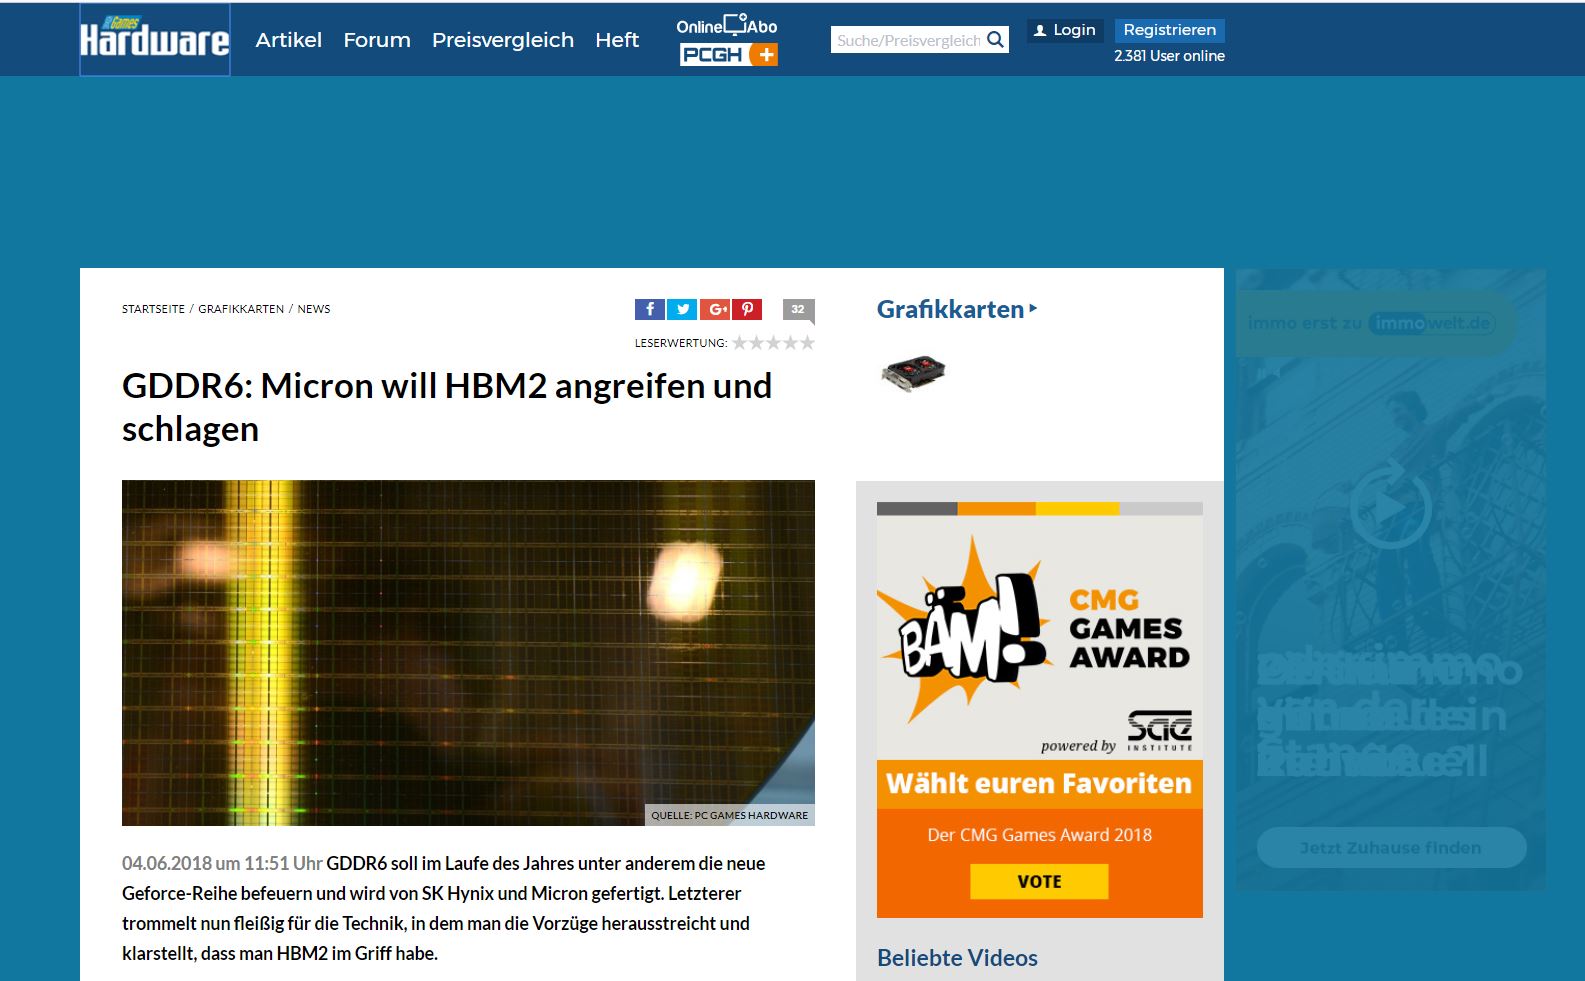 PC Games
Hardware
Artikel Forum Preisvergleich Heft
Online Abo
PCGH +
Suche/Preisvergleich
Login
Registrieren
2.381 User online
STARTSEITE / GRAFIKKARTEN / NEWS
32
LESERWERTUNG:
GDDR6: Micron will HBM2 angreifen und
schlagen
QUELLE: PC GAMES HARDWARE
04.06.2018 um 11:51 Uhr GDDR6 soll im Laufe des Jahres unter anderem die neue
Geforce-Reihe befeuern und wird von SK Hynix und Micron gefertigt. Letzterer
trommelt nun fleißig für die Technik, in dem man die Vorzüge herausstreicht und
klarstellt, dass man HBM2 im Griff habe.
Grafikkarten
BÄM!
CMG
GAMES
AWARD
powered by
SAE
INSTITUTE
Wählt euren Favoriten
Der CMG Games Award 2018
VOTE
Beliebte Videos
immo erst zu immowelt.de
Jetzt Zuhause finden